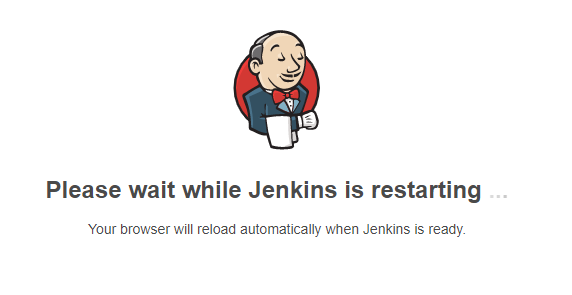 Please wait while Jenkins is restarting ...
Your browser will reload automatically when Jenkins is ready.